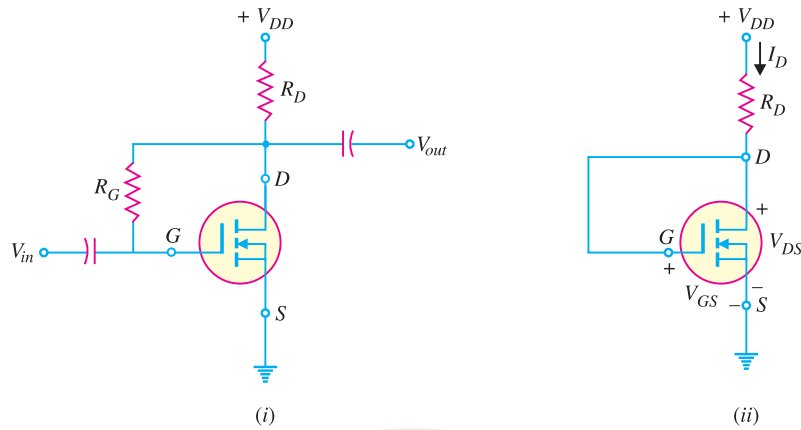 + V_DD
R_D
V_out
D
R_G
G
V_in
S
(i)
+ V_DD
I_D
R_D
D
+
G
V_DS
+
–
V_GS
–
S
(ii)